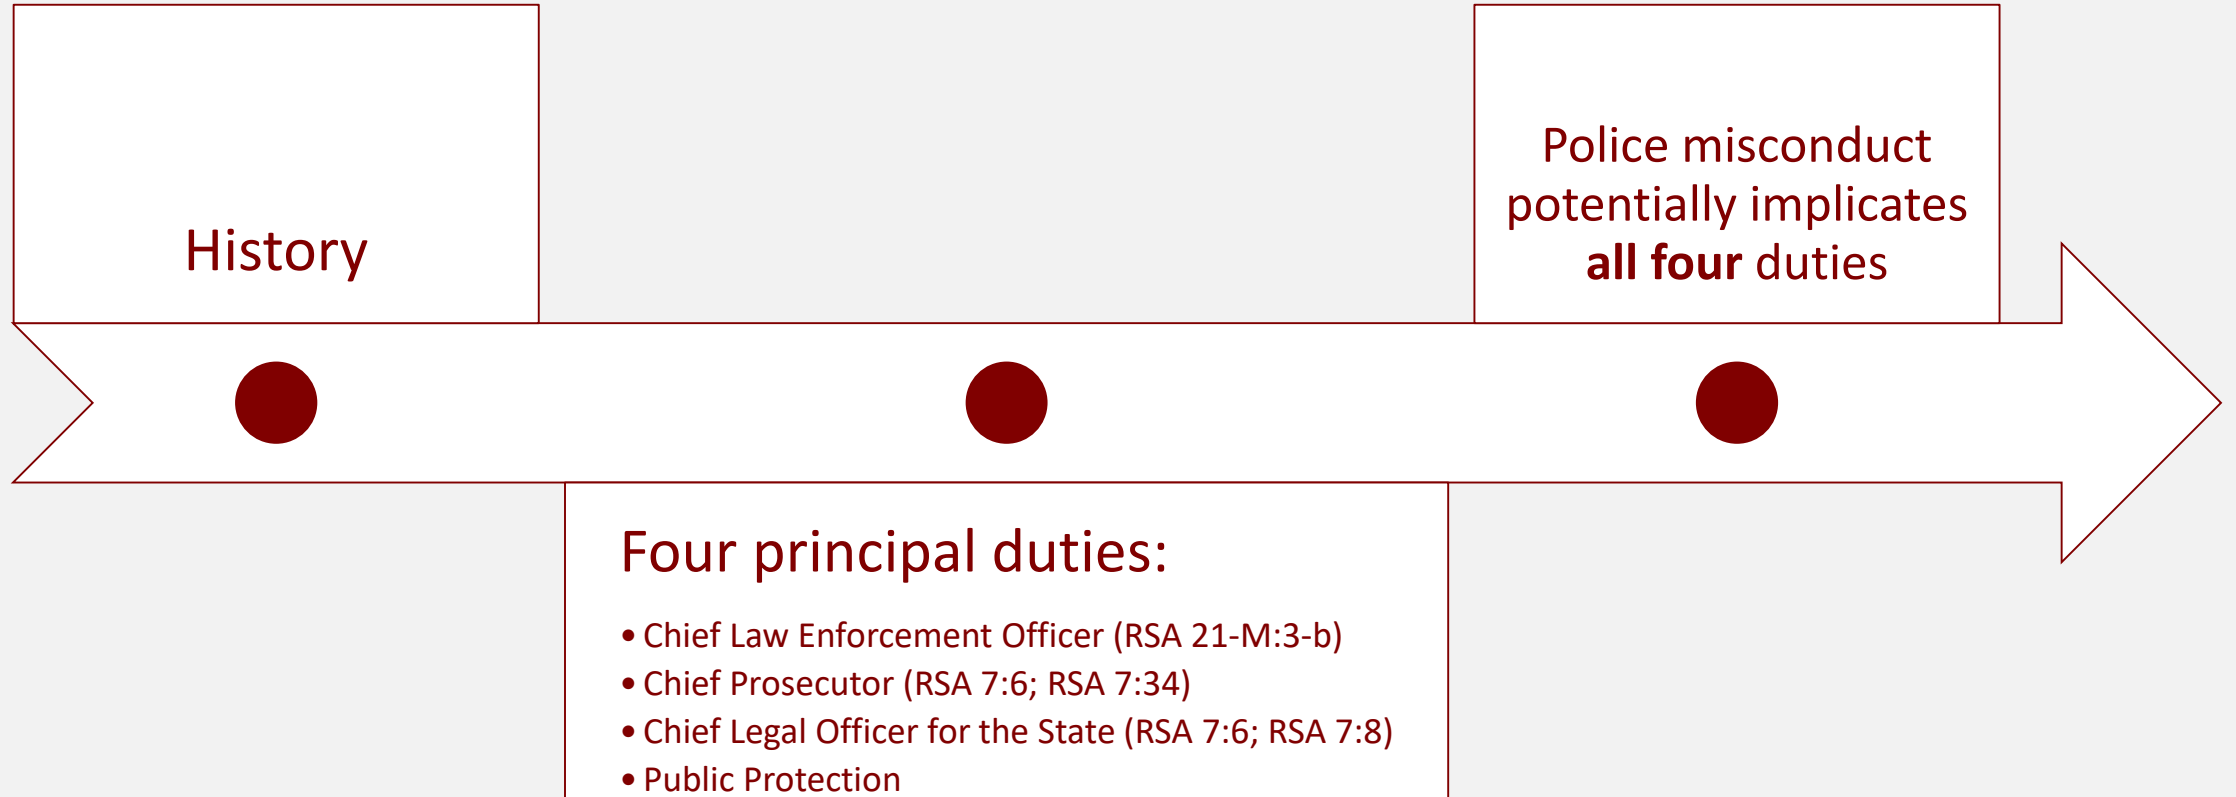 History
Four principal duties:
• Chief Law Enforcement Officer (RSA 21-M:3-b)
• Chief Prosecutor (RSA 7:6; RSA 7:34)
• Chief Legal Officer for the State (RSA 7:6; RSA 7:8)
• Public Protection
Police misconduct
potentially implicates
all four duties